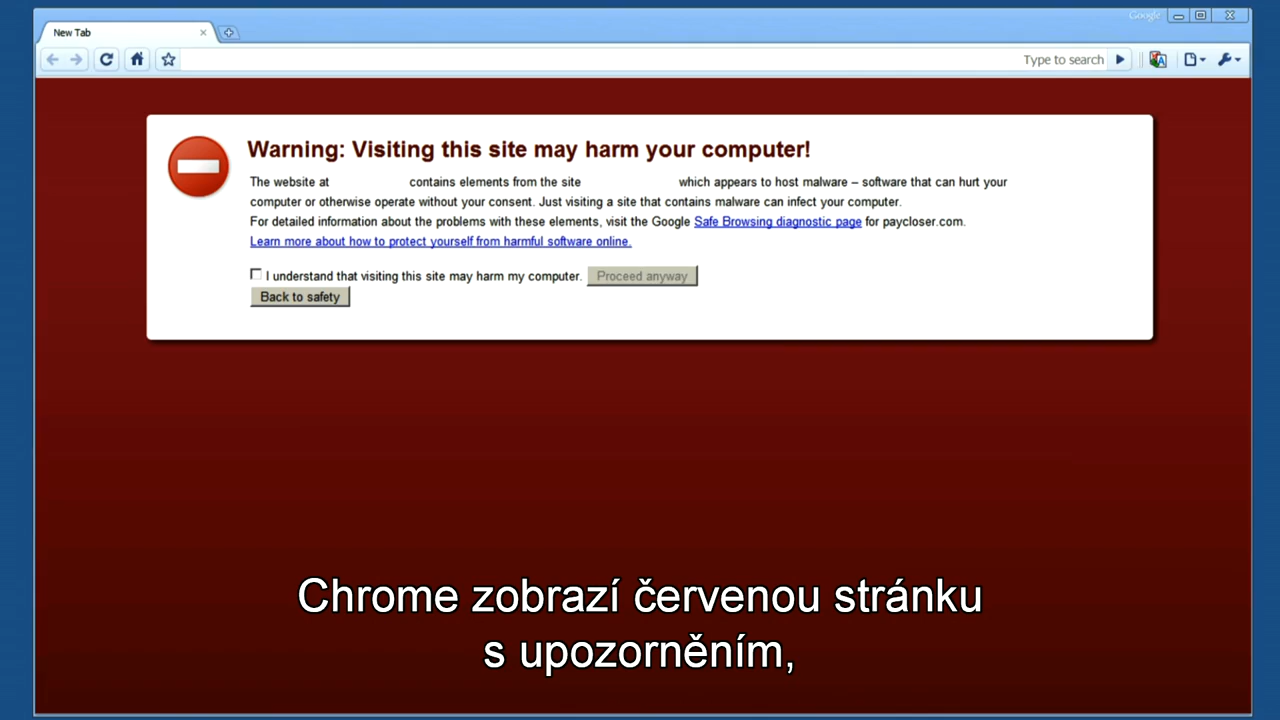 Google
New Tab
Type to search
Warning: Visiting this site may harm your computer!
The website at contains elements from the site which appears to host malware – software that can hurt your
computer or otherwise operate without your consent. Just visiting a site that contains malware can infect your computer.
For detailed information about the problems with these elements, visit the Google Safe Browsing diagnostic page for paycloser.com.
Learn more about how to protect yourself from harmful software online.
I understand that visiting this site may harm my computer. Proceed anyway
Back to safety
Chrome zobrazí červenou stránku
s upozorněním,